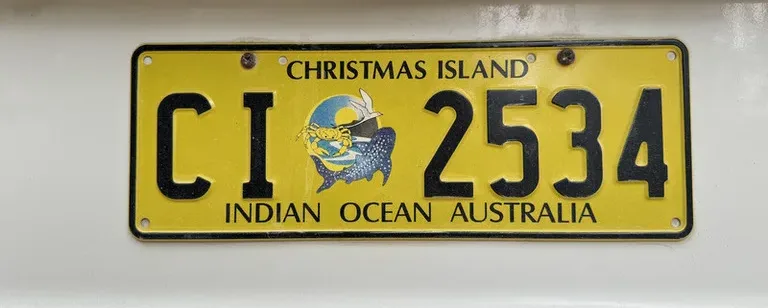 CHRISTMAS ISLAND
CI 2534
INDIAN OCEAN AUSTRALIA